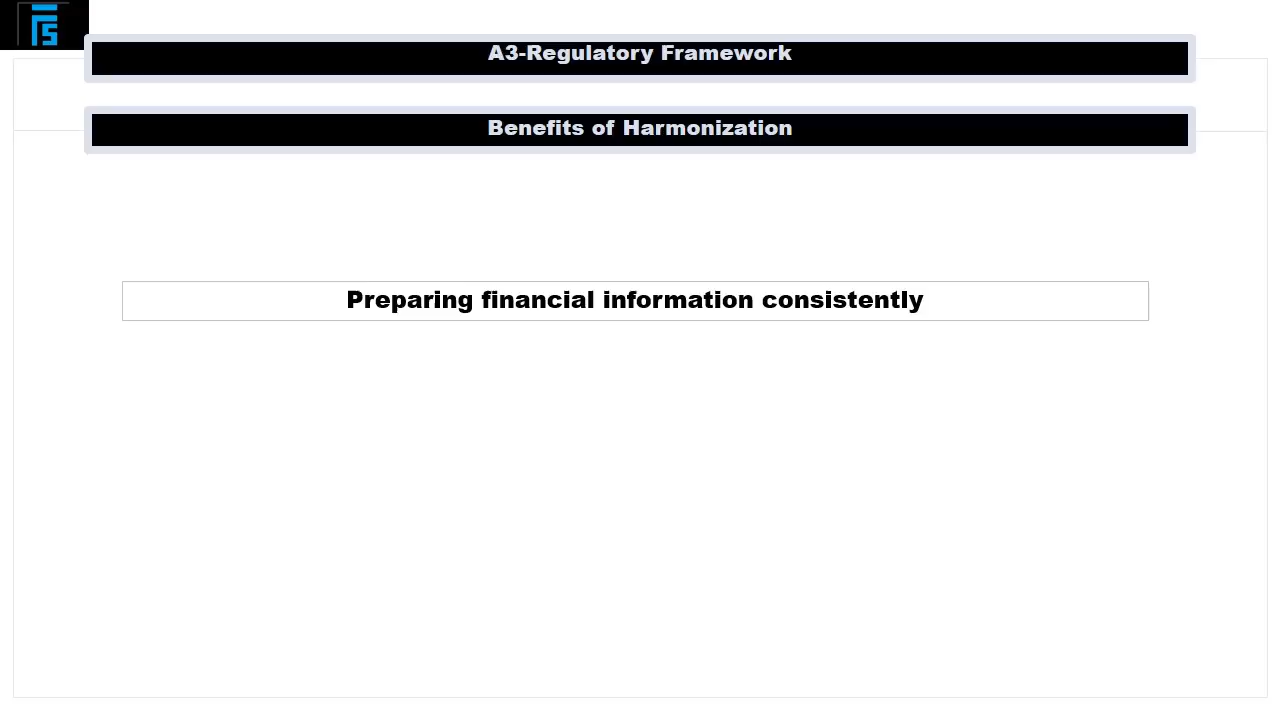 A3-Regulatory Framework
Benefits of Harmonization
Preparing financial information consistently